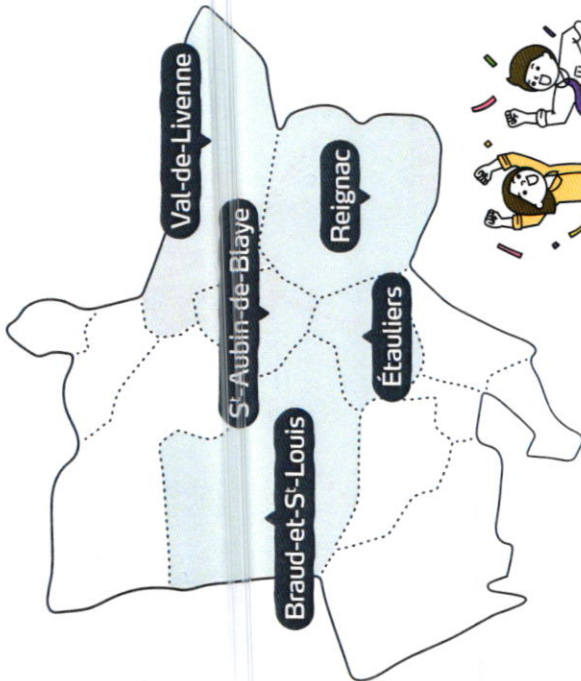 Val-de-Livenne
Sᵗ-Aubin-de-Blaye
Reignac
Braud-et-Sᵗ-Louis
Étauliers